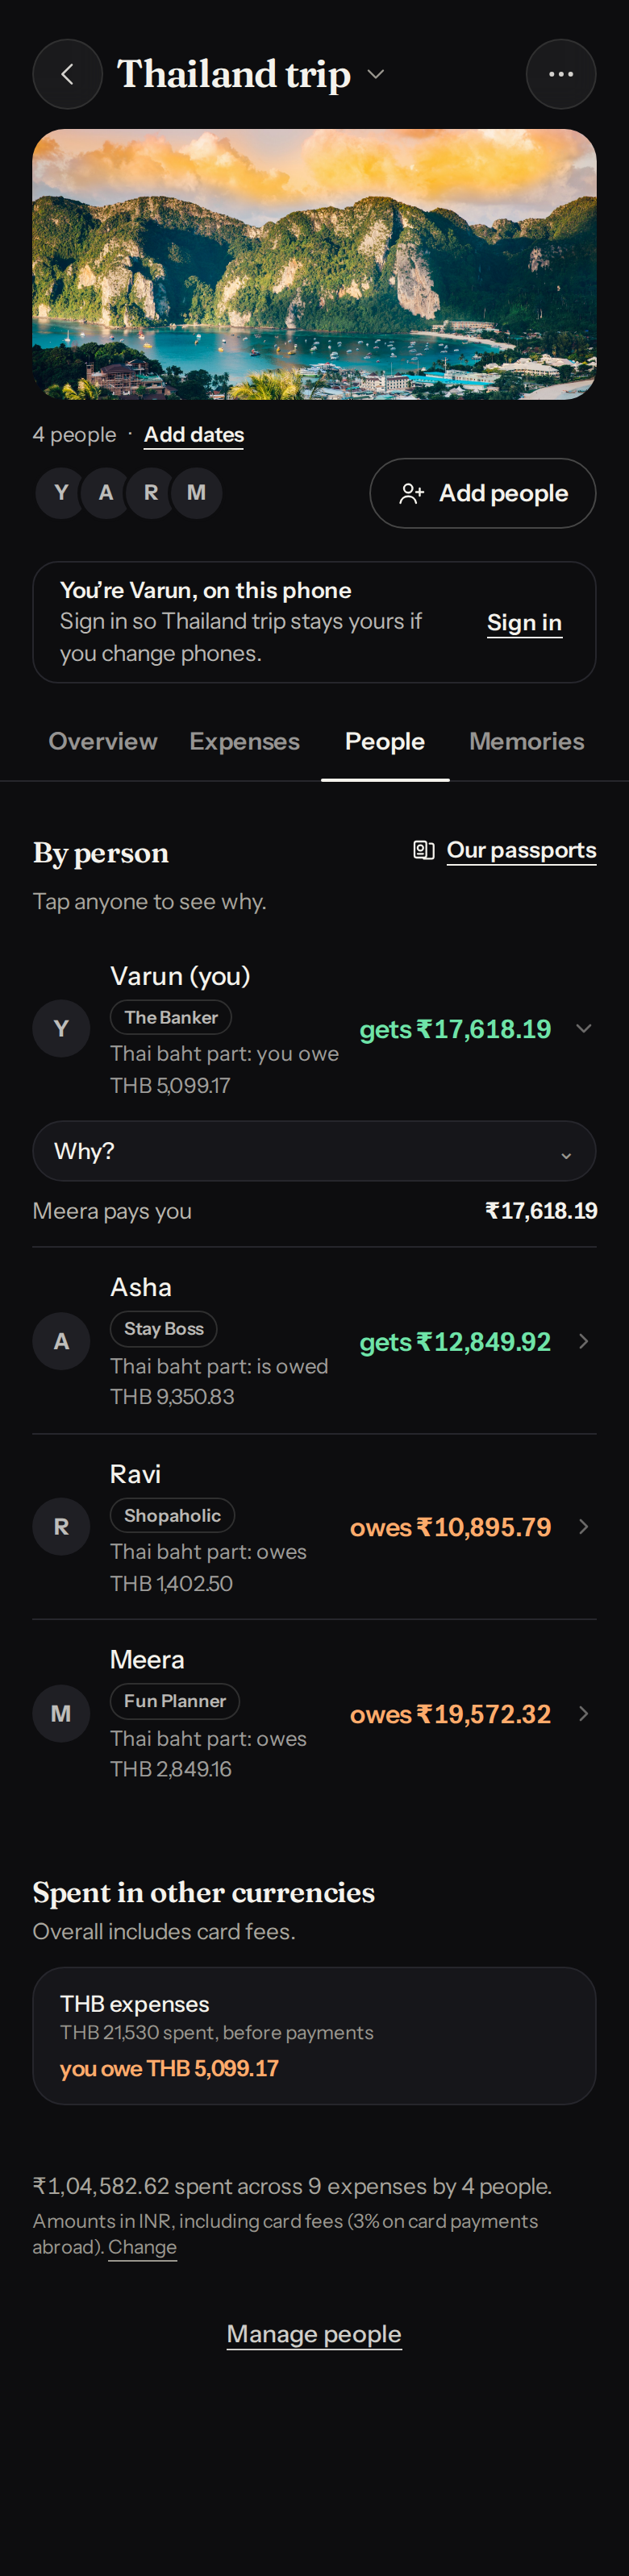 Thailand trip
4 people · Add dates
Y A R M
Add people
You’re Varun, on this phone
Sign in so Thailand trip stays yours if
you change phones.
Sign in
Overview Expenses People Memories
By person
Our passports
Tap anyone to see why.
Y
Varun (you)
The Banker
Thai baht part: you owe
THB 5,099.17
gets ₹17,618.19
Why?
Meera pays you ₹17,618.19
A
Asha
Stay Boss
Thai baht part: is owed
THB 9,350.83
gets ₹12,849.92
R
Ravi
Shopaholic
Thai baht part: owes
THB 1,402.50
owes ₹10,895.79
M
Meera
Fun Planner
Thai baht part: owes
THB 2,849.16
owes ₹19,572.32
Spent in other currencies
Overall includes card fees.
THB expenses
THB 21,530 spent, before payments
you owe THB 5,099.17
₹1,04,582.62 spent across 9 expenses by 4 people.
Amounts in INR, including card fees (3% on card payments
abroad). Change
Manage people